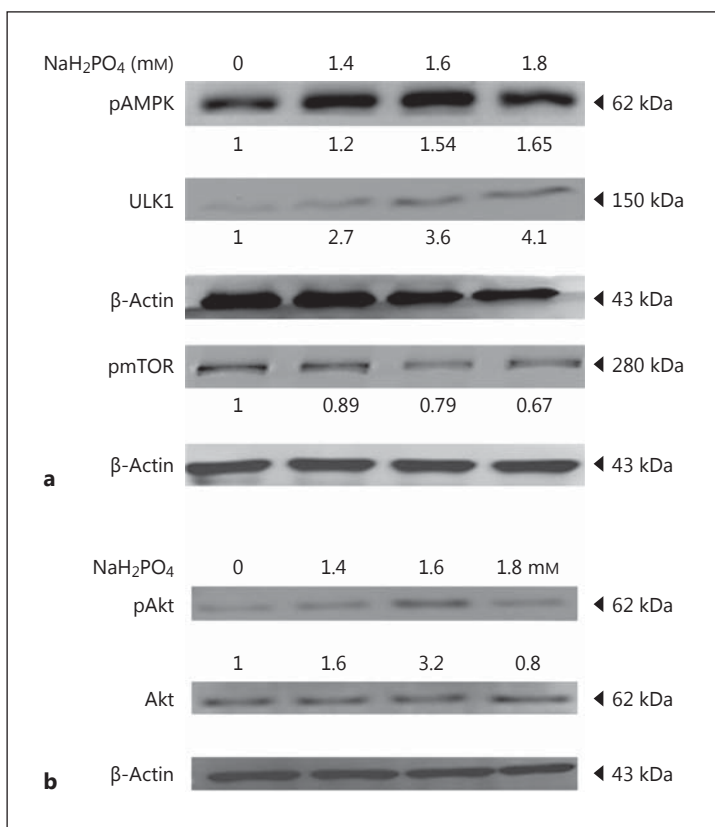 NaH₂PO₄ (mM) 0 1.4 1.6 1.8
pAMPK ◄ 62 kDa
1 1.2 1.54 1.65
ULK1 ◄ 150 kDa
1 2.7 3.6 4.1
β-Actin ◄ 43 kDa
pmTOR ◄ 280 kDa
1 0.89 0.79 0.67
a β-Actin ◄ 43 kDa
NaH₂PO₄ 0 1.4 1.6 1.8 mM
pAkt ◄ 62 kDa
1 1.6 3.2 0.8
Akt ◄ 62 kDa
b β-Actin ◄ 43 kDa